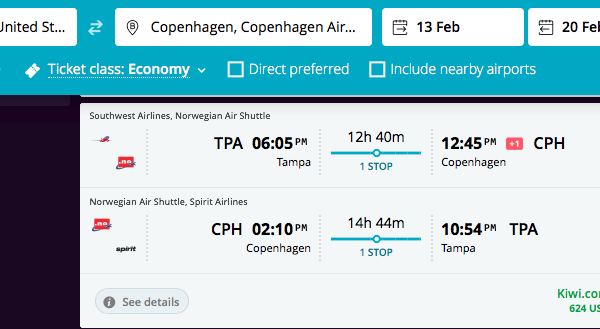 United St... Copenhagen, Copenhagen Air... 13 Feb 20 Feb
Ticket class: Economy Direct preferred Include nearby airports
Southwest Airlines, Norwegian Air Shuttle
TPA 06:05 PM 12h 40m 12:45 PM +1 CPH
Tampa 1 STOP Copenhagen
Norwegian Air Shuttle, Spirit Airlines
CPH 02:10 PM 14h 44m 10:54 PM TPA
Copenhagen 1 STOP Tampa
spirit
See details
Kiwi.co
624 US